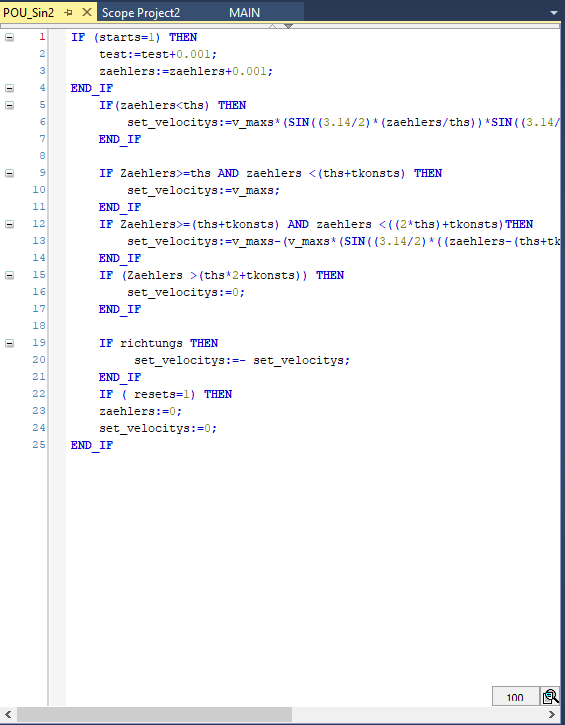 POU_Sin2 Scope Project2 MAIN
1 IF (starts=1) THEN
2 test:=test+0.001;
3 zaehlers:=zaehlers+0.001;
4 END_IF
5 IF(zaehlers<ths) THEN
6 set_velocitys:=v_maxs*(SIN((3.14/2)*(zaehlers/ths))*SIN((3.14/
7 END_IF
8
9 IF Zaehlers>=ths AND zaehlers <(ths+tkonsts) THEN
10 set_velocitys:=v_maxs;
11 END_IF
12 IF Zaehlers>=(ths+tkonsts) AND zaehlers <((2*ths)+tkonsts)THEN
13 set_velocitys:=v_maxs-(v_maxs*(SIN((3.14/2)*((zaehlers-(ths+tk
14 END_IF
15 IF (Zaehlers >(ths*2+tkonsts)) THEN
16 set_velocitys:=0;
17 END_IF
18
19 IF richtungs THEN
20 set_velocitys:=- set_velocitys;
21 END_IF
22 IF ( resets=1) THEN
23 zaehlers:=0;
24 set_velocitys:=0;
25 END_IF
100